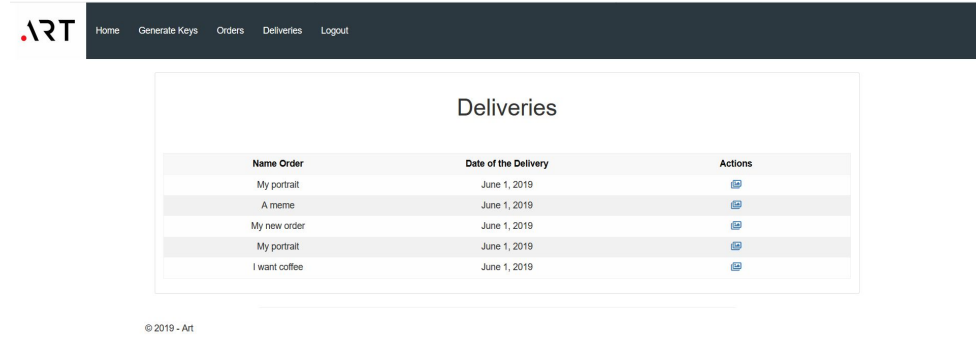 ART
Home Generate Keys Orders Deliveries Logout
Deliveries
Name Order Date of the Delivery Actions
My portrait June 1, 2019
A meme June 1, 2019
My new order June 1, 2019
My portrait June 1, 2019
I want coffee June 1, 2019
© 2019 - Art